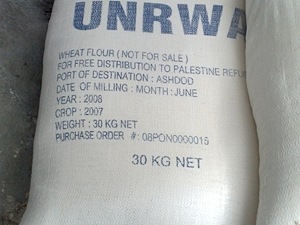 UNRWA
WHEAT FLOUR (NOT FOR SALE)
FOR FREE DISTRIBUTION TO PALESTINE
PORT OF DESTINATION : ASHDOD
DATE OF MILLING : MONTH : JUNE
YEAR : 2008
CROP : 2007
WEIGHT : 30 KG NET
PURCHASE ORDER #: 08PON0000015
30 KG NET